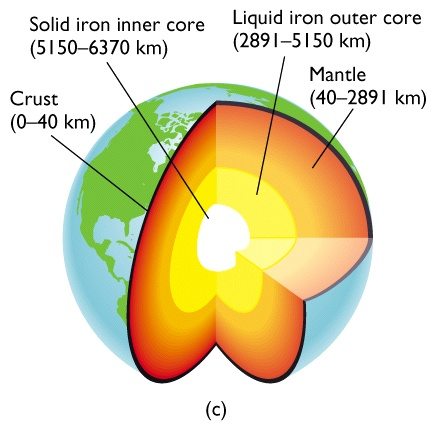 Solid iron inner core
(5150–6370 km)
Liquid iron outer core
(2891–5150 km)
Mantle
(40–2891 km)
Crust
(0–40 km)
(c)